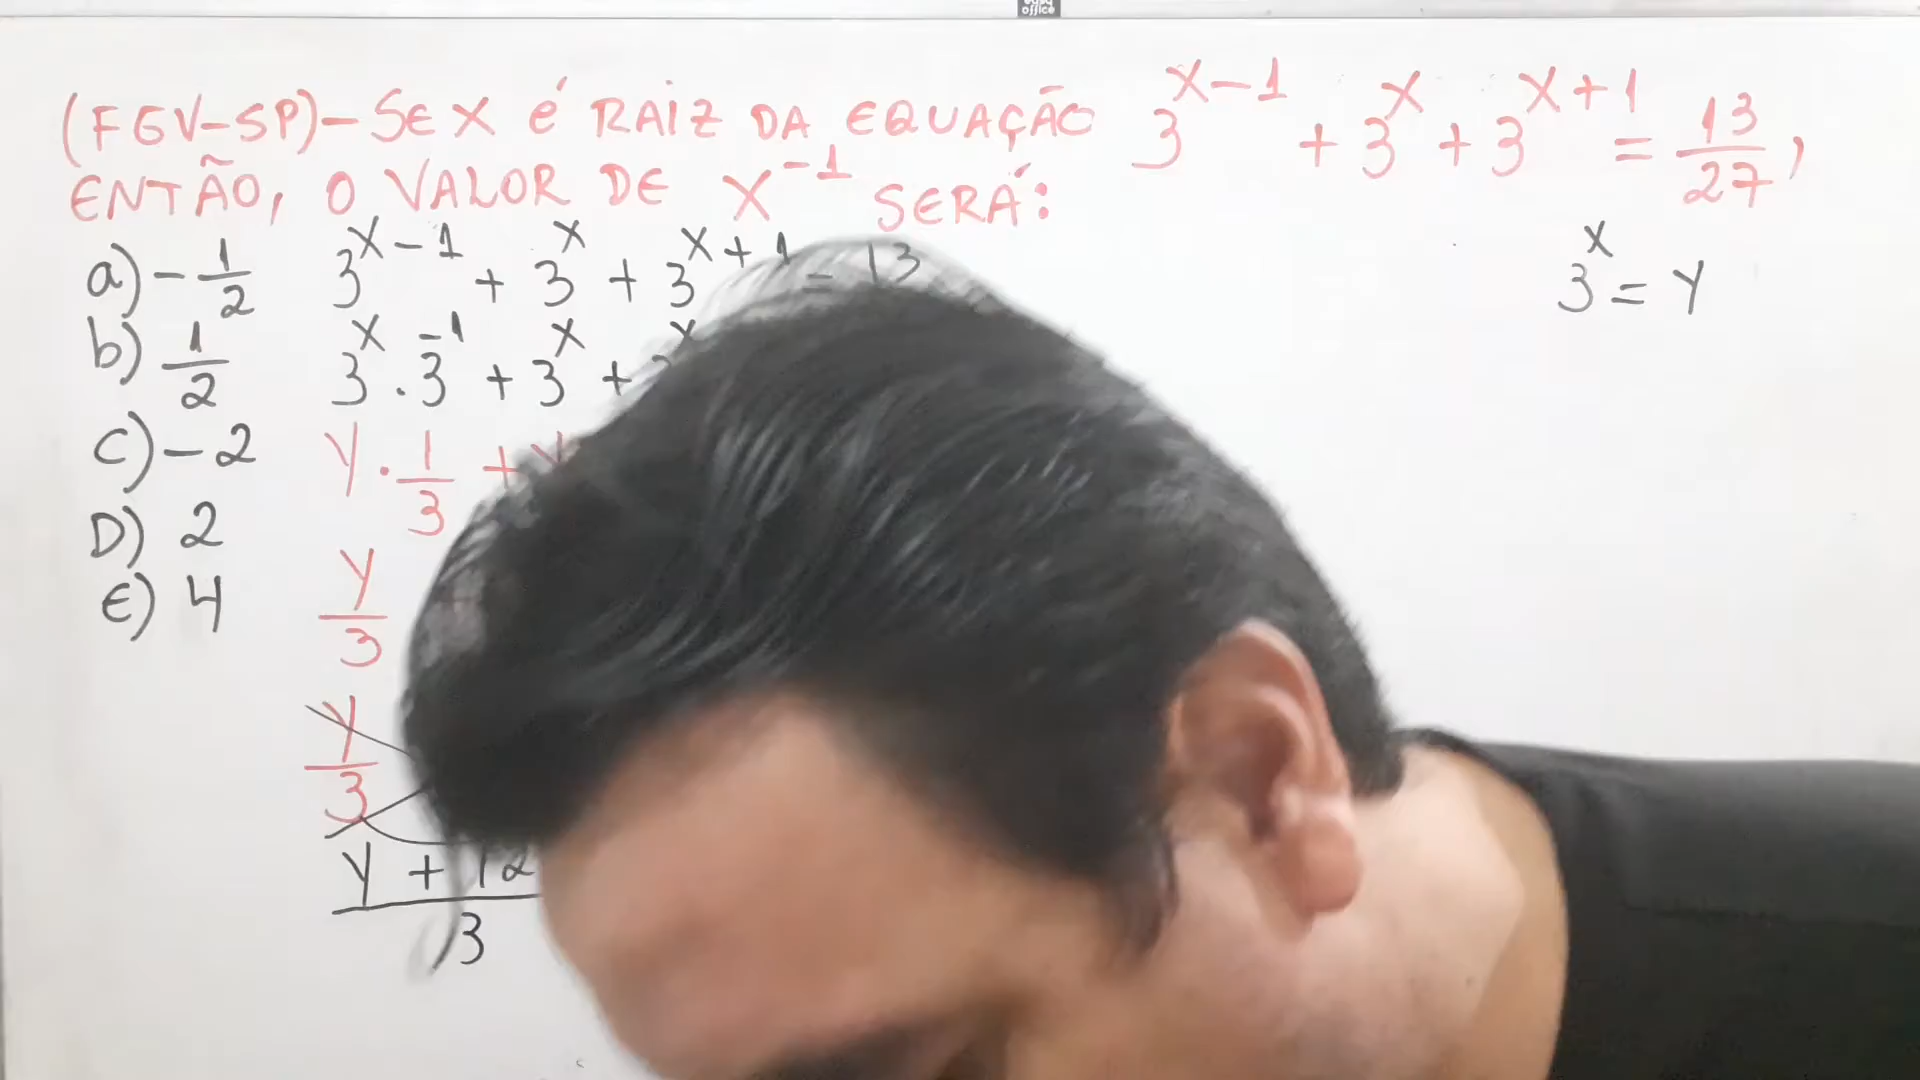 office
(FGV-SP)-SE X É RAIZ DA EQUAÇÃO 3^{X-1} + 3^X + 3^{X+1} = 13/27,
ENTÃO, O VALOR DE X^{-1} SERÁ:
a) -1/2
b) 1/2
C) -2
D) 2
E) 4
3^{X-1} + 3^X + 3^{X+1} = 13
3^X . 3^{-1} + 3^X +
Y . 1/3 +
Y/3
Y/3
Y + 12
3
3^X = Y